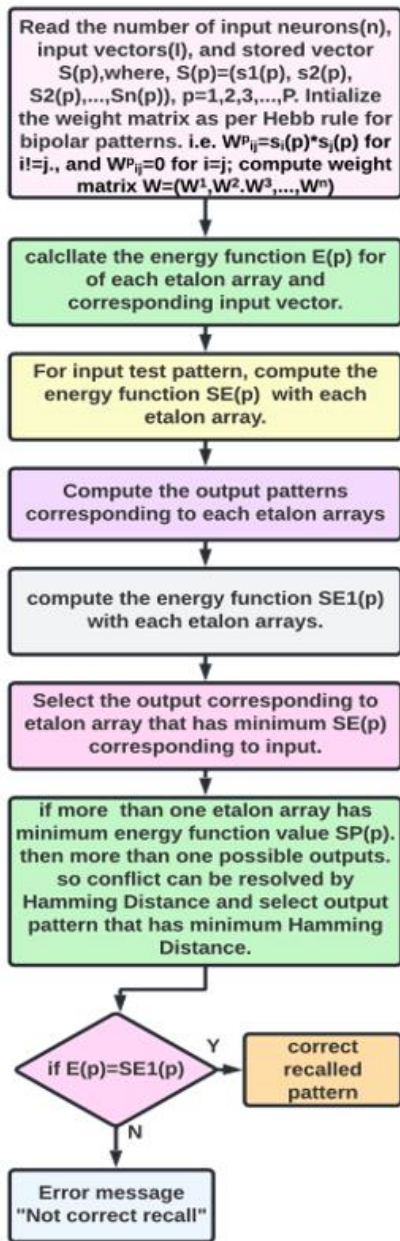 Read the number of input neurons(n),
input vectors(I), and stored vector
S(p),where, S(p)=(s1(p), s2(p),
S2(p),...,Sn(p)), p=1,2,3,...,P. Intialize
the weight matrix as per Hebb rule for
bipolar patterns. i.e. Wᵖij=si(p)*sj(p) for
i!=j., and Wᵖij=0 for i=j; compute weight
matrix W=(W¹,W².W³,...,Wⁿ)
calcllate the energy function E(p) for
of each etalon array and
corresponding input vector.
For input test pattern, compute the
energy function SE(p) with each
etalon array.
Compute the output patterns
corresponding to each etalon arrays
compute the energy function SE1(p)
with each etalon arrays.
Select the output corresponding to
etalon array that has minimum SE(p)
corresponding to input.
if more than one etalon array has
minimum energy function value SP(p).
then more than one possible outputs.
so conflict can be resolved by
Hamming Distance and select output
pattern that has minimum Hamming
Distance.
if E(p)=SE1(p)
Y
correct
recalled
pattern
N
Error message
"Not correct recall"